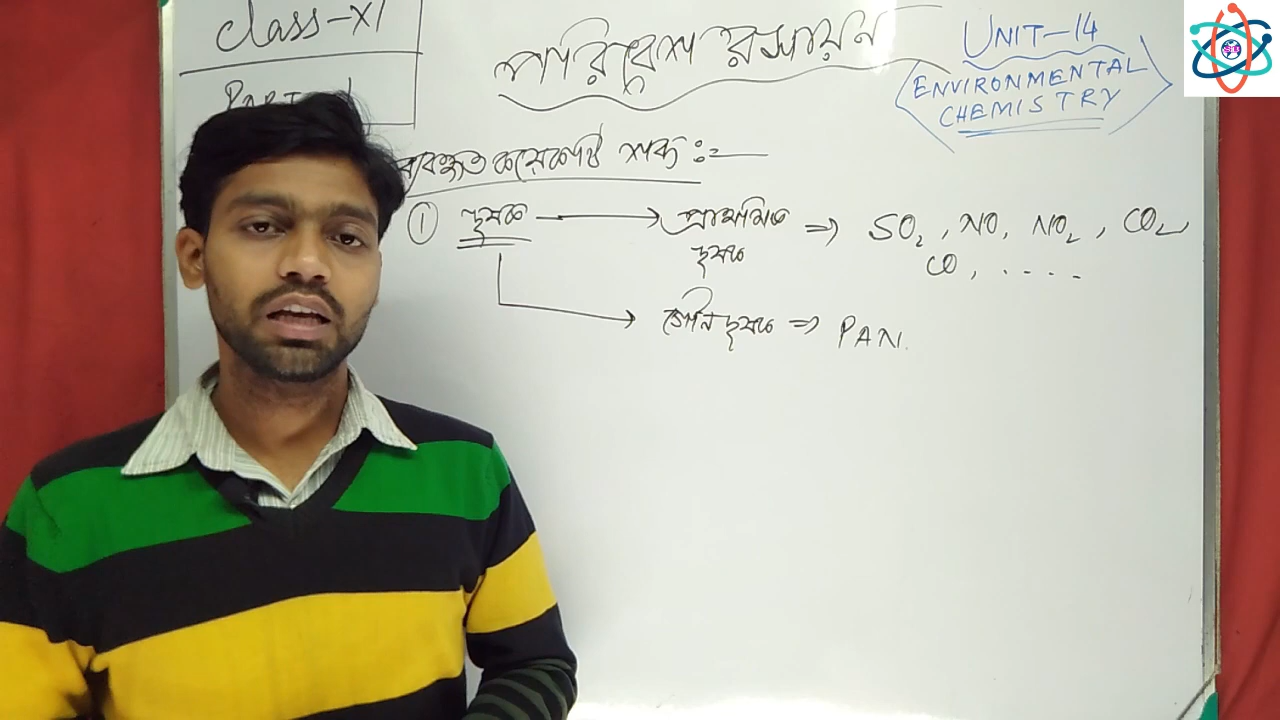 Class-XI
পরিবেশ রসায়ন
UNIT-14
ENVIRONMENTAL
CHEMISTRY
PART-1
ব্যবহৃত কয়েকটি শব্দ :-
① দূষক → প্রাথমিক দূষক ⇒ SO₂, NO, NO₂, CO₂,
CO, ....
গৌন দূষক ⇒ PAN.